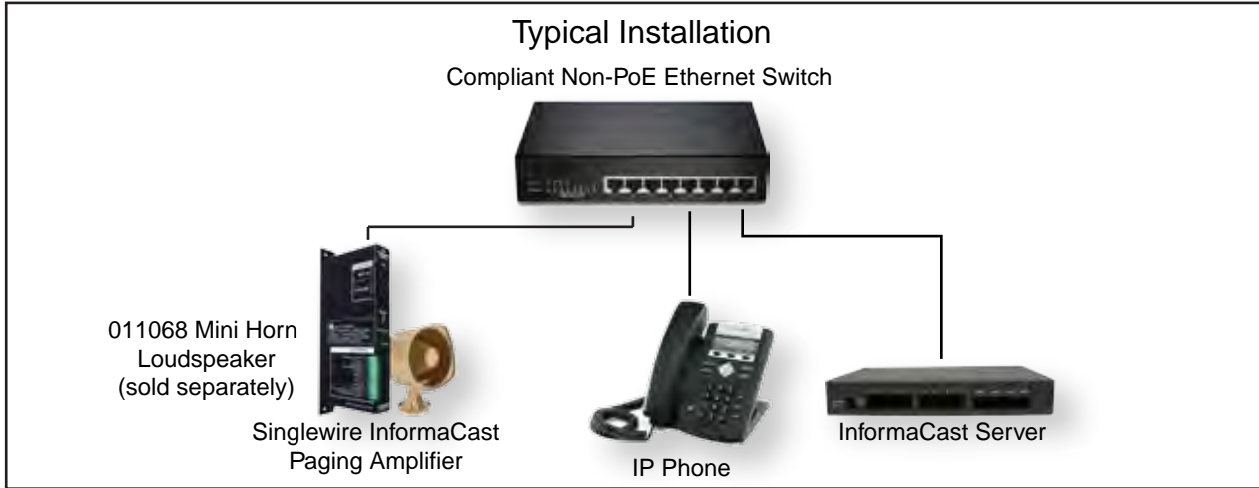 Typical Installation
Compliant Non-PoE Ethernet Switch
011068 Mini Horn
Loudspeaker
(sold separately)
Singlewire InformaCast
Paging Amplifier
IP Phone
InformaCast Server